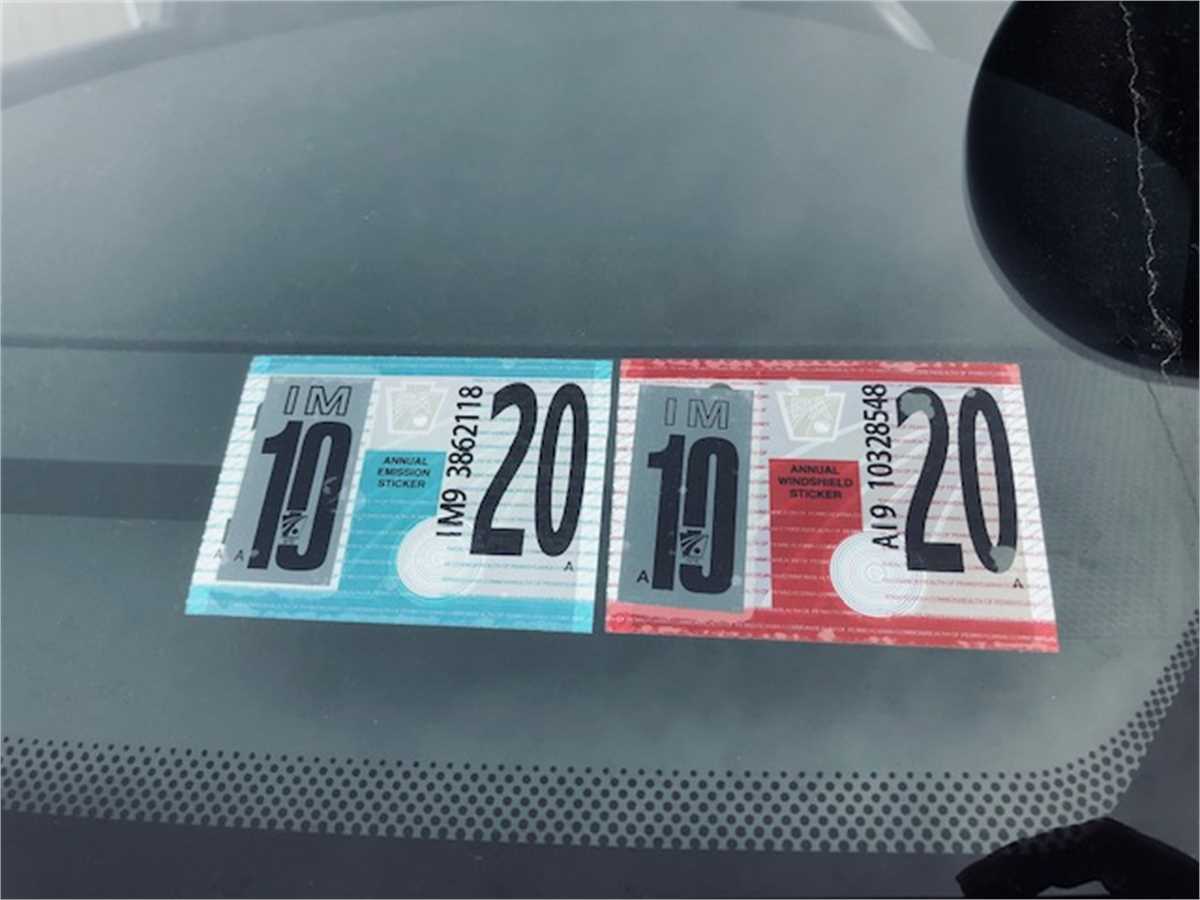 IM
10
A
A
ANNUAL
EMISSION
STICKER
IM9 3862118
20
A
IM
10
A
ANNUAL
WINDSHIELD
STICKER
AI9 10328548
20
A